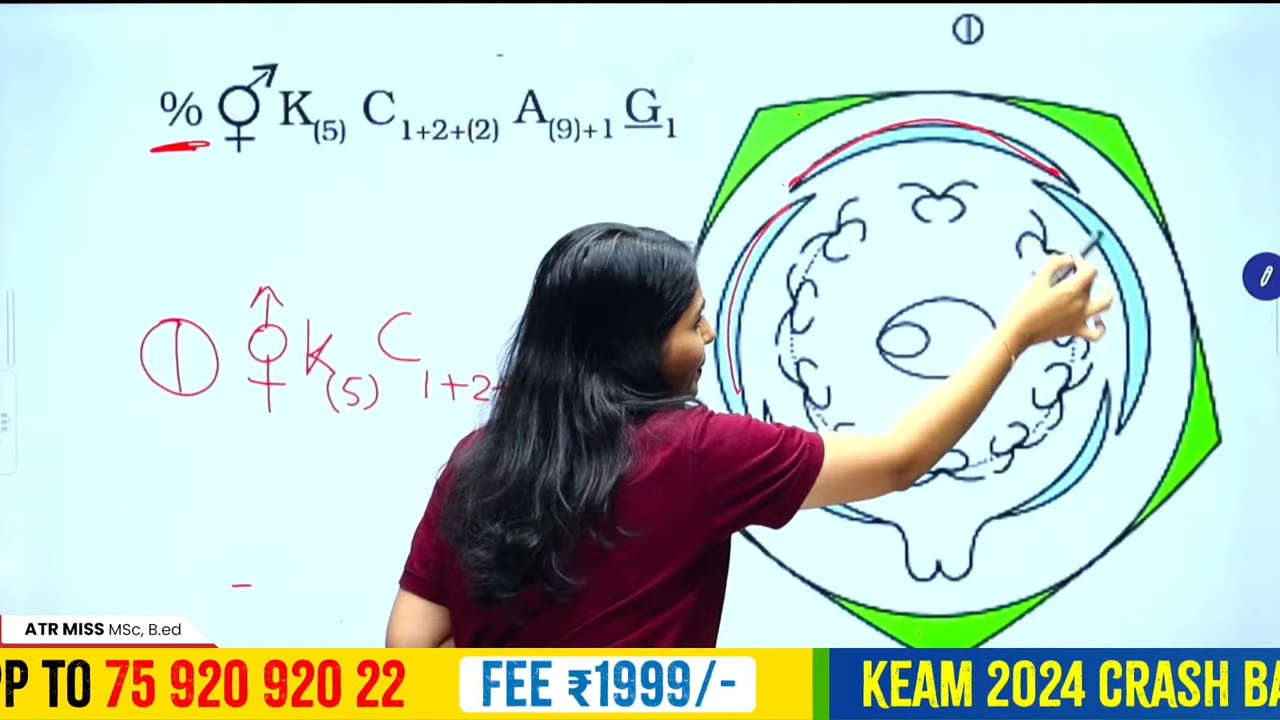 % ⚥ K(5) C1+2+(2) A(9)+1 G1
K(5) C1+2+
ATR MISS MSc, B.ed
PP TO 75 920 920 22
FEE ₹1999/-
KEAM 2024 CRASH BA